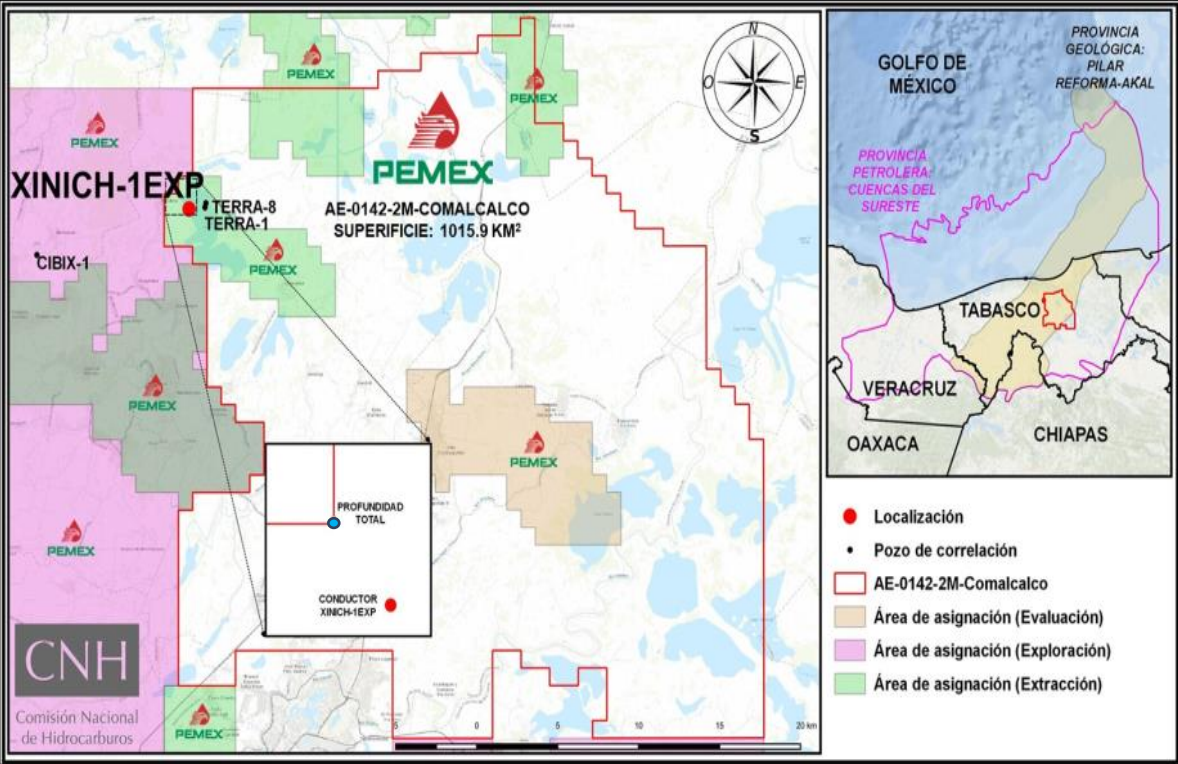 PEMEX
PEMEX
PEMEX
PEMEX
N
O
E
S
XINICH-1EXP
TERRA-8
TERRA-1
CIBIX-1
AE-0142-2M-COMALCALCO
SUPERIFICIE: 1015.9 KM²
PEMEX
PEMEX
PEMEX
PEMEX
PROFUNDIDAD
TOTAL
CONDUCTOR
XINICH-1EXP
CNH
Comisión Nacional
de Hidrocarburos
PEMEX
5
0
5
10
15
20 km
GOLFO DE
MÉXICO
PROVINCIA
GEOLÓGICA:
PILAR
REFORMA-AKAL
PROVINCIA
PETROLERA:
CUENCAS DEL
SURESTE
TABASCO
VERACRUZ
OAXACA
CHIAPAS
Localización
Pozo de correlación
AE-0142-2M-Comalcalco
Área de asignación (Evaluación)
Área de asignación (Exploración)
Área de asignación (Extracción)